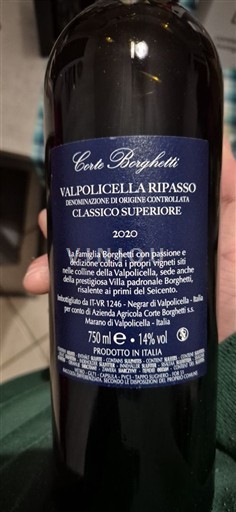 Corte Borghetti
VALPOLICELLA RIPASSO
DENOMINAZIONE DI ORIGINE CONTROLLATA
CLASSICO SUPERIORE
2020
La famiglia Borghetti con passione e
dedizione coltiva i propri vigneti siti
nelle colline della Valpolicella, sede anche
della prestigiosa Villa padronale Borghetti,
risalente ai primi del Seicento.
Imbottigliato da IT-VR 1246 - Negrar di Valpolicella - Italia
per conto di Azienda Agricola Corte Borghetti s.s.
Marano di Valpolicella - Italia
750 ml e • 14% vol
PRODOTTO IN ITALIA